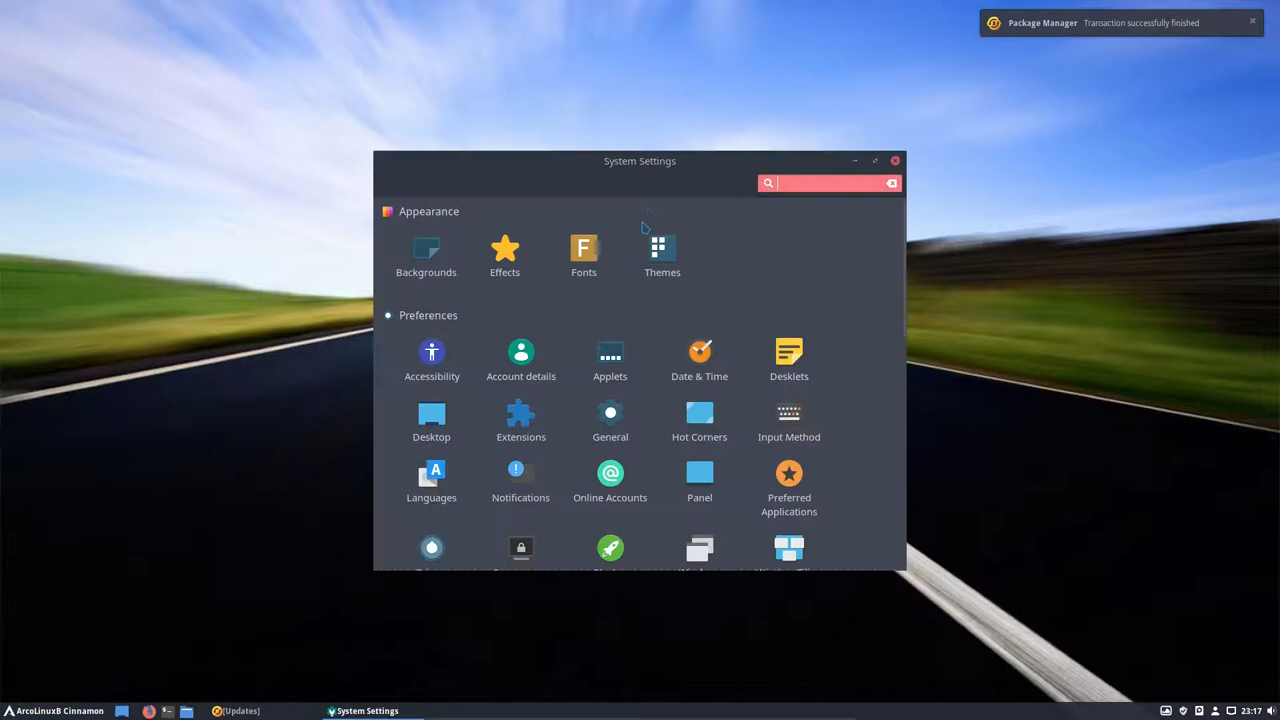 Package Manager Transaction successfully finished
System Settings
Appearance
Backgrounds Effects Fonts Themes
Preferences
Accessibility Account details Applets Date & Time Desklets
Desktop Extensions General Hot Corners Input Method
Languages Notifications Online Accounts Panel Preferred Applications
ArcoLinuxB Cinnamon [Updates] System Settings 23:17